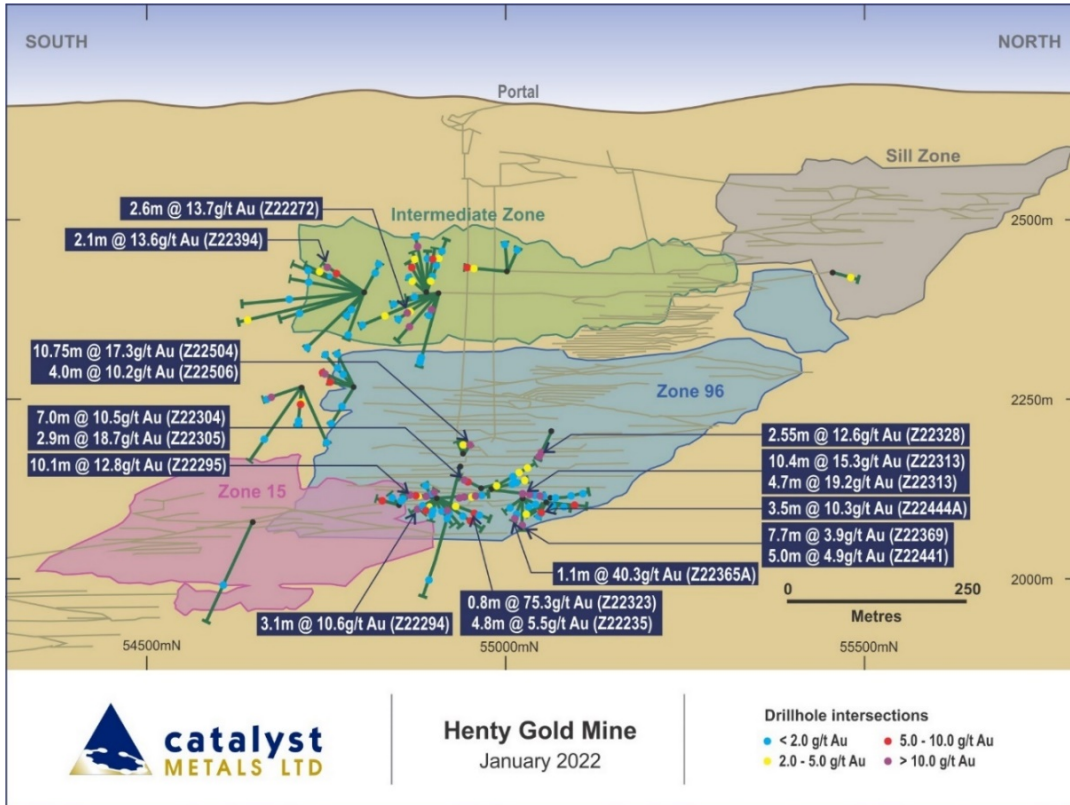 SOUTH
NORTH
Portal
Sill Zone
2.6m @ 13.7g/t Au (Z22272)
Intermediate Zone
2500m
2.1m @ 13.6g/t Au (Z22394)
10.75m @ 17.3g/t Au (Z22504)
4.0m @ 10.2g/t Au (Z22506)
Zone 96
2250m
7.0m @ 10.5g/t Au (Z22304)
2.9m @ 18.7g/t Au (Z22305)
2.55m @ 12.6g/t Au (Z22328)
10.1m @ 12.8g/t Au (Z22295)
10.4m @ 15.3g/t Au (Z22313)
4.7m @ 19.2g/t Au (Z22313)
Zone 15
3.5m @ 10.3g/t Au (Z22444A)
7.7m @ 3.9g/t Au (Z22369)
5.0m @ 4.9g/t Au (Z22441)
1.1m @ 40.3g/t Au (Z22365A)
2000m
0 250
Metres
0.8m @ 75.3g/t Au (Z22323)
4.8m @ 5.5g/t Au (Z22235)
3.1m @ 10.6g/t Au (Z22294)
54500mN 55000mN 55500mN
catalyst
METALS LTD
Henty Gold Mine
January 2022
Drillhole intersections
< 2.0 g/t Au 5.0 - 10.0 g/t Au
2.0 - 5.0 g/t Au > 10.0 g/t Au